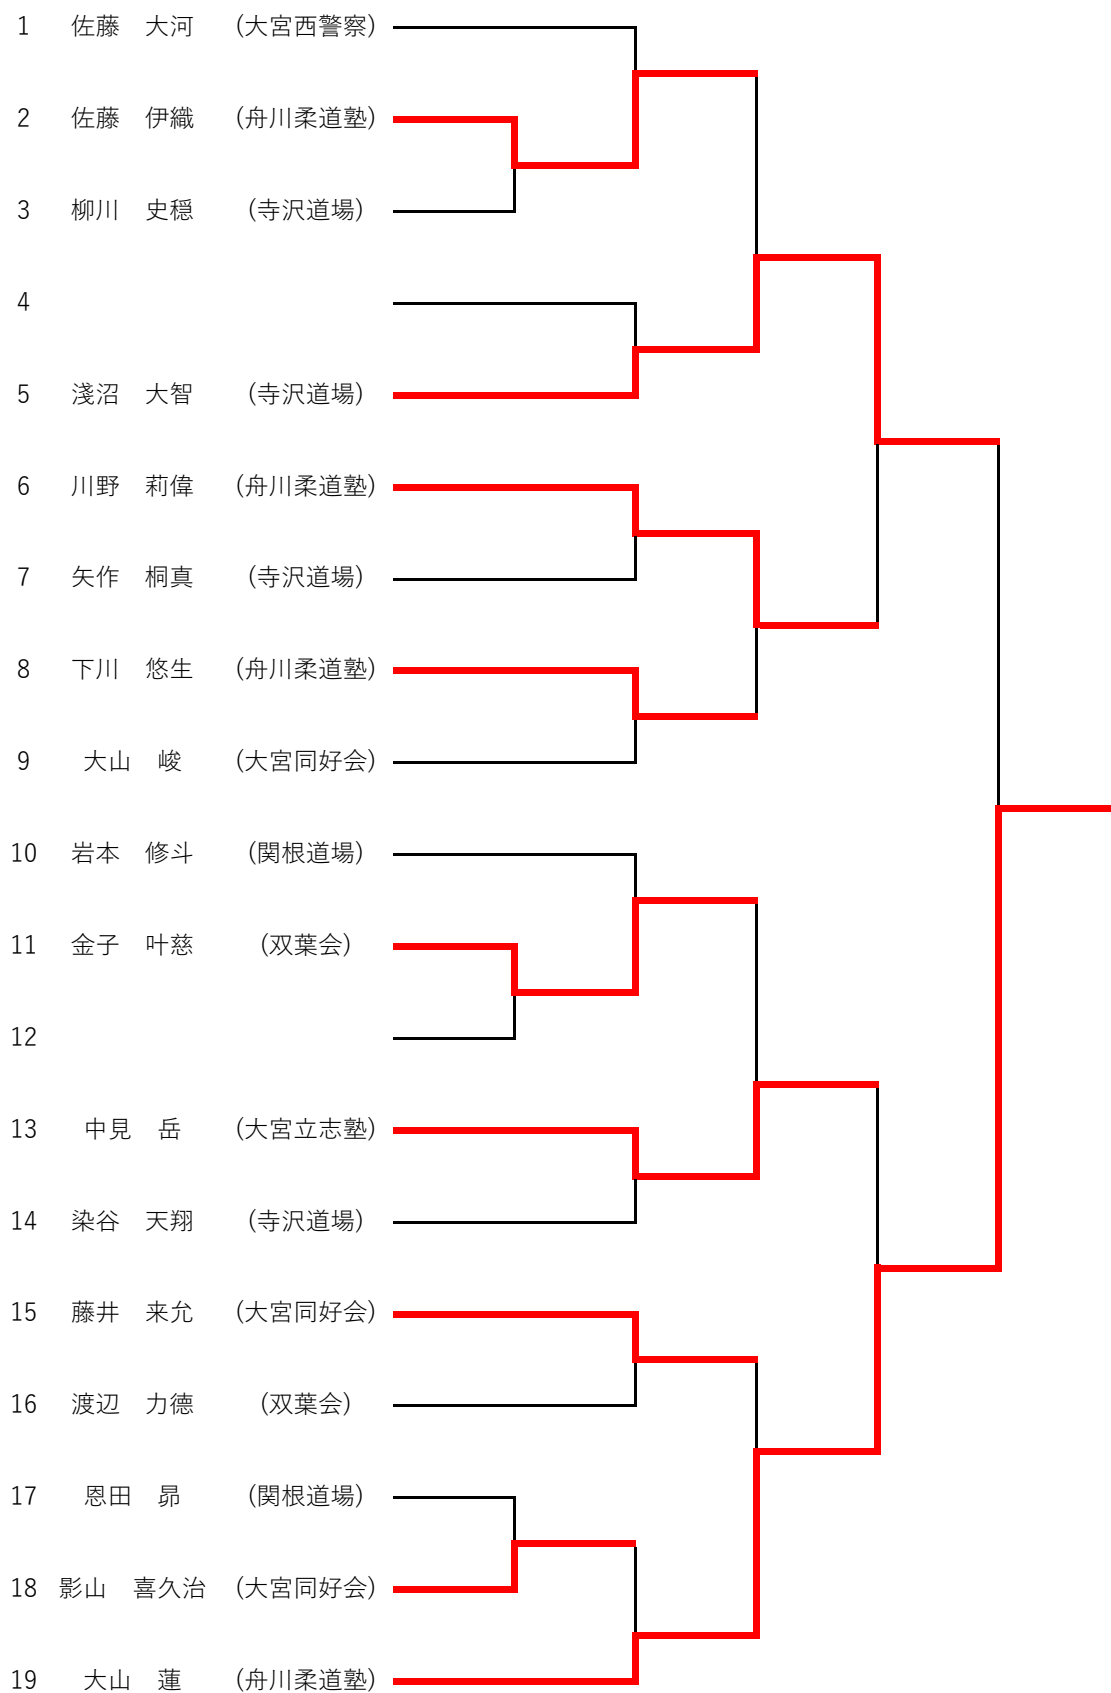 1 佐藤　大河 (大宮西警察)
2 佐藤　伊織 (舟川柔道塾)
3 柳川　史穏 (寺沢道場)
4
5 淺沼　大智 (寺沢道場)
6 川野　莉偉 (舟川柔道塾)
7 矢作　桐真 (寺沢道場)
8 下川　悠生 (舟川柔道塾)
9 大山　峻 (大宮同好会)
10 岩本　修斗 (関根道場)
11 金子　叶慈 (双葉会)
12
13 中見　岳 (大宮立志塾)
14 染谷　天翔 (寺沢道場)
15 藤井　来允 (大宮同好会)
16 渡辺　力德 (双葉会)
17 恩田　昴 (関根道場)
18 影山　喜久治 (大宮同好会)
19 大山　蓮 (舟川柔道塾)